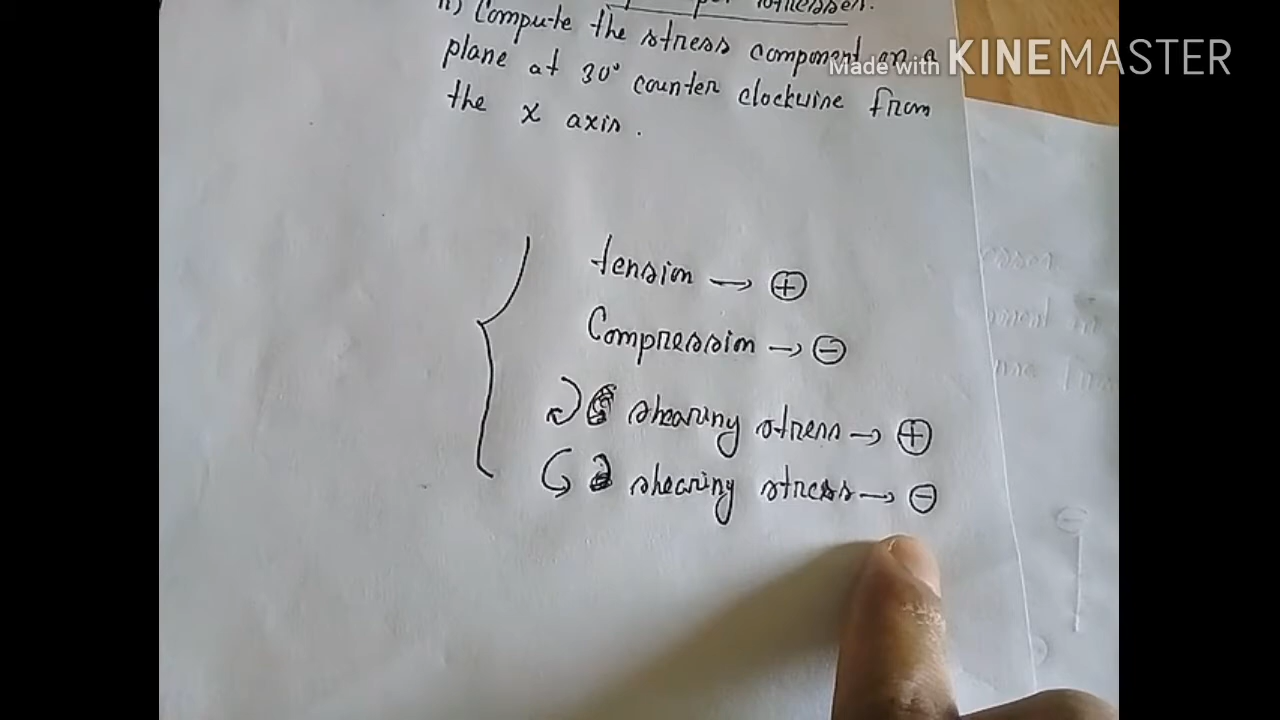 Made with KINEMASTER
ii) Compute the stress component on a
plane at 30° counter clockwise from
the x axis.
tension → ⊕
Compression → ⊖
shearing stress → ⊕
shearing stress → ⊖